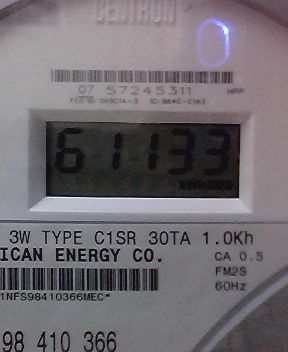 CENTRON
07 57245311
61133
3W TYPE C1SR 30TA 1.0Kh
ICAN ENERGY CO. CA 0.5
FM2S
60Hz
1NFS98410366MEC*
98 410 366